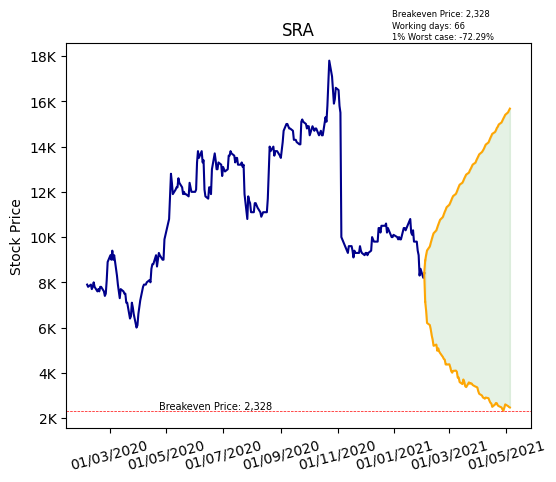 Breakeven Price: 2,328
Working days: 66
1% Worst case: -72.29%
SRA
Stock Price
18K
16K
14K
12K
10K
8K
6K
4K
2K
Breakeven Price: 2,328
01/03/2020
01/05/2020
01/07/2020
01/09/2020
01/11/2020
01/01/2021
01/03/2021
01/05/2021